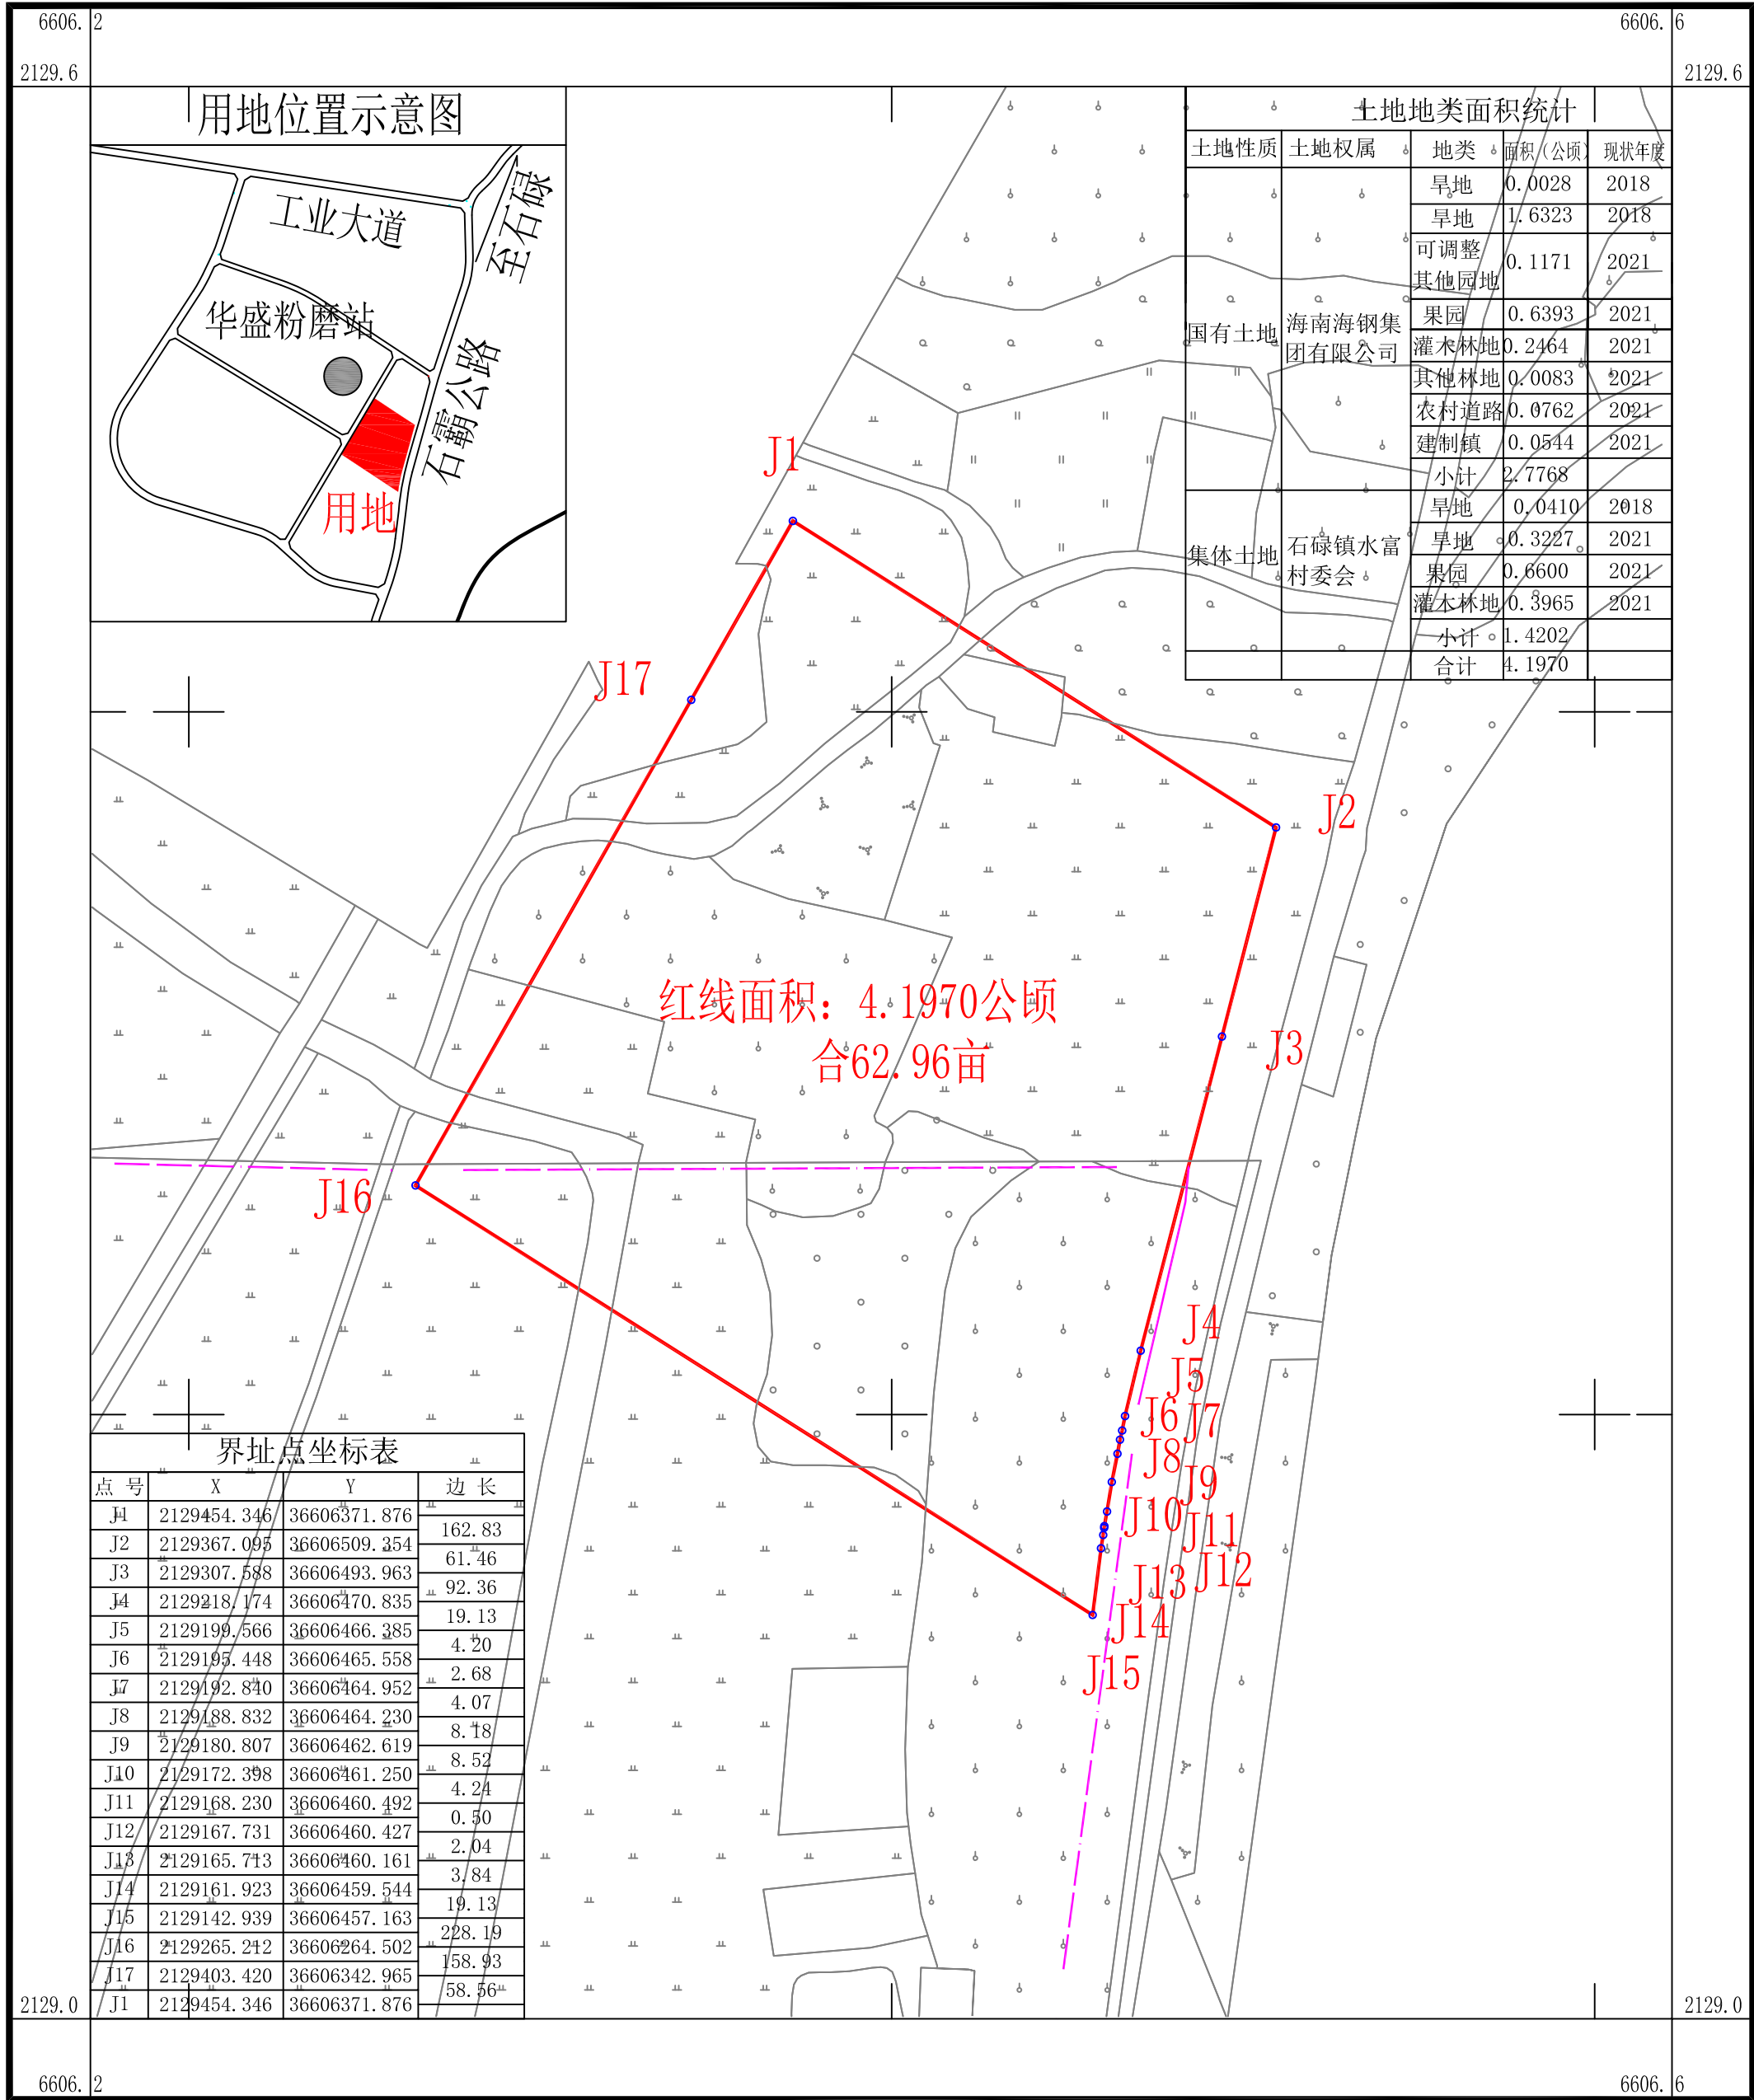 6606.2
6606.6
2129.6
2129.6
用地位置示意图
工业大道
至石碌
华盛粉磨站
石霸公路
用地
土地地类面积统计
土地性质 土地权属 地类 面积（公顷） 现状年度
国有土地 海南海钢集团有限公司
旱地 0.0028 2018
旱地 1.6323 2018
可调整其他园地 0.1171 2021
果园 0.6393 2021
灌木林地 0.2464 2021
其他林地 0.0083 2021
农村道路 0.0762 2021
建制镇 0.0544 2021
小计 2.7768
集体土地 石碌镇水富村委会
旱地 0.0410 2018
旱地 0.3227 2021
果园 0.6600 2021
灌木林地 0.3965 2021
小计 1.4202
合计 4.1970
J1
J17
J2
红线面积：4.1970公顷
合62.96亩
J3
J16
J4
J5
J6
J7
J8
J9
J10
J11
J12
J13
J14
J15
界址点坐标表
点号 X Y 边长
J1 2129454.346 36606371.876
162.83
J2 2129367.095 36606509.354
61.46
J3 2129307.588 36606493.963
92.36
J4 2129218.174 36606470.835
19.13
J5 2129199.566 36606466.385
4.20
J6 2129195.448 36606465.558
2.68
J7 2129192.840 36606464.952
4.07
J8 2129188.832 36606464.230
8.18
J9 2129180.807 36606462.619
8.52
J10 2129172.398 36606461.250
4.24
J11 2129168.230 36606460.492
0.50
J12 2129167.731 36606460.427
2.04
J13 2129165.713 36606460.161
3.84
J14 2129161.923 36606459.544
19.13
J15 2129142.939 36606457.163
228.19
J16 2129265.212 36606264.502
158.93
J17 2129403.420 36606342.965
58.56
J1 2129454.346 36606371.876
2129.0
2129.0
6606.2
6606.6